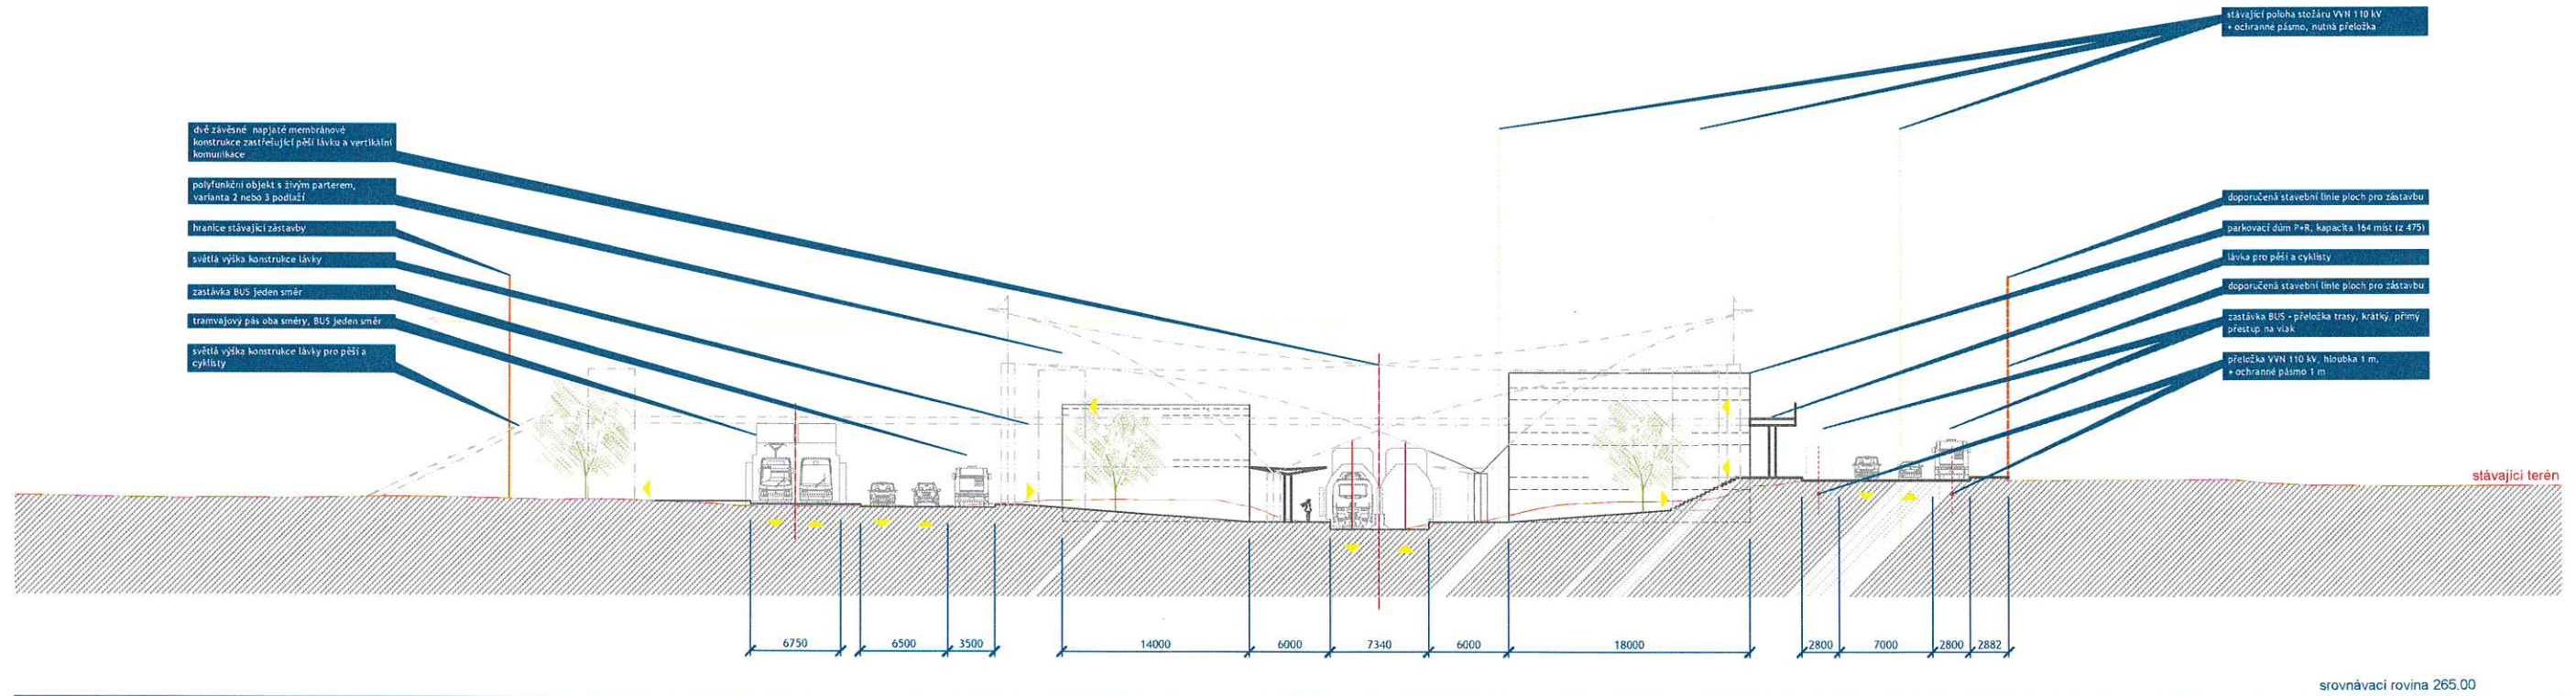 stávající poloha stožáru VVN 110 kV
+ ochranné pásmo, nutná přeložka
dvě závěsné napjaté membránové
konstrukce zastřešující pěší lávku a vertikální
komunikace
polyfunkční objekt s živým parterem,
varianta 2 nebo 3 podlaží
hranice stávající zástavby
světlá výška konstrukce lávky
zastávka BUS jeden směr
tramvajový pás oba směry, BUS jeden směr
světlá výška konstrukce lávky pro pěší a
cyklisty
doporučená stavební linie ploch pro zástavbu
parkovací dům P+R, kapacita 164 míst (z 475)
lávka pro pěší a cyklisty
doporučená stavební linie ploch pro zástavbu
zastávka BUS - přeložka trasy, krátký, přímý
přestup na vlak
přeložka VVN 110 kV, hloubka 1 m,
+ ochranné pásmo 1 m
stávající terén
6750 6500 3500 14000 6000 7340 6000 18000 2800 7000 2800 2882
srovnávací rovina 265.00